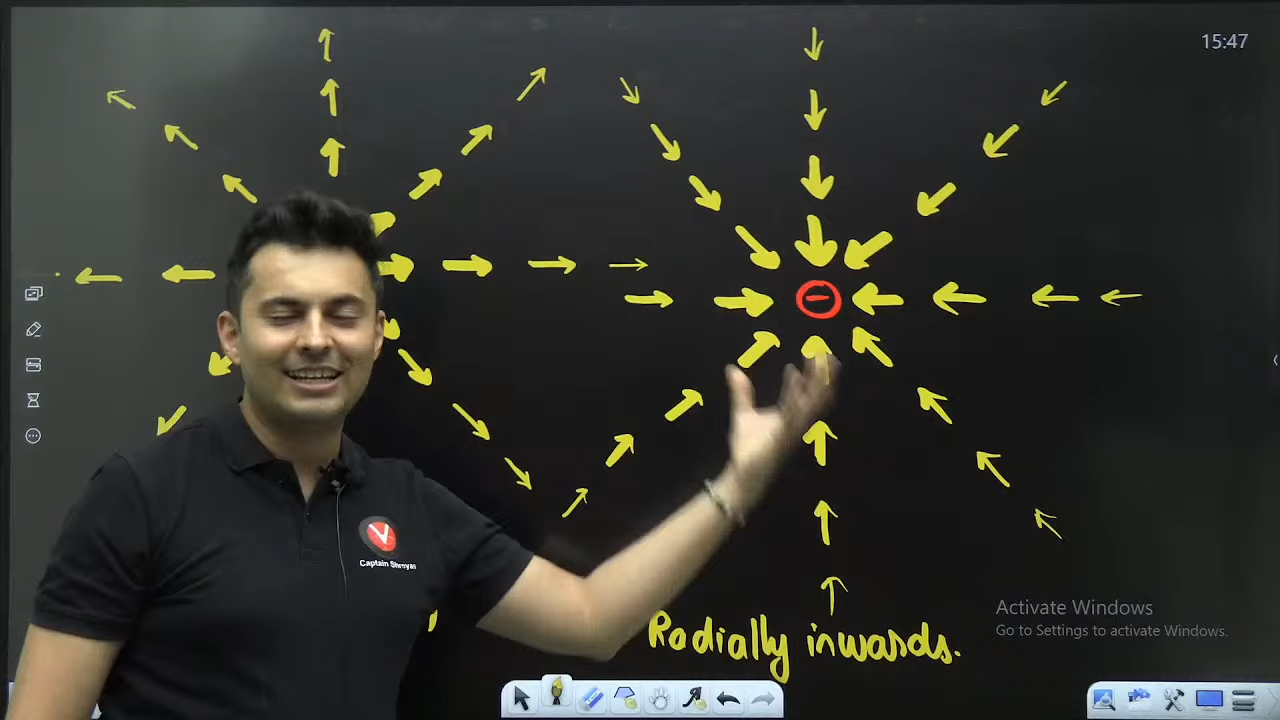 15:47
−
V
Captain Shreyas
Radially inwards.
Activate Windows
Go to Settings to activate Windows.